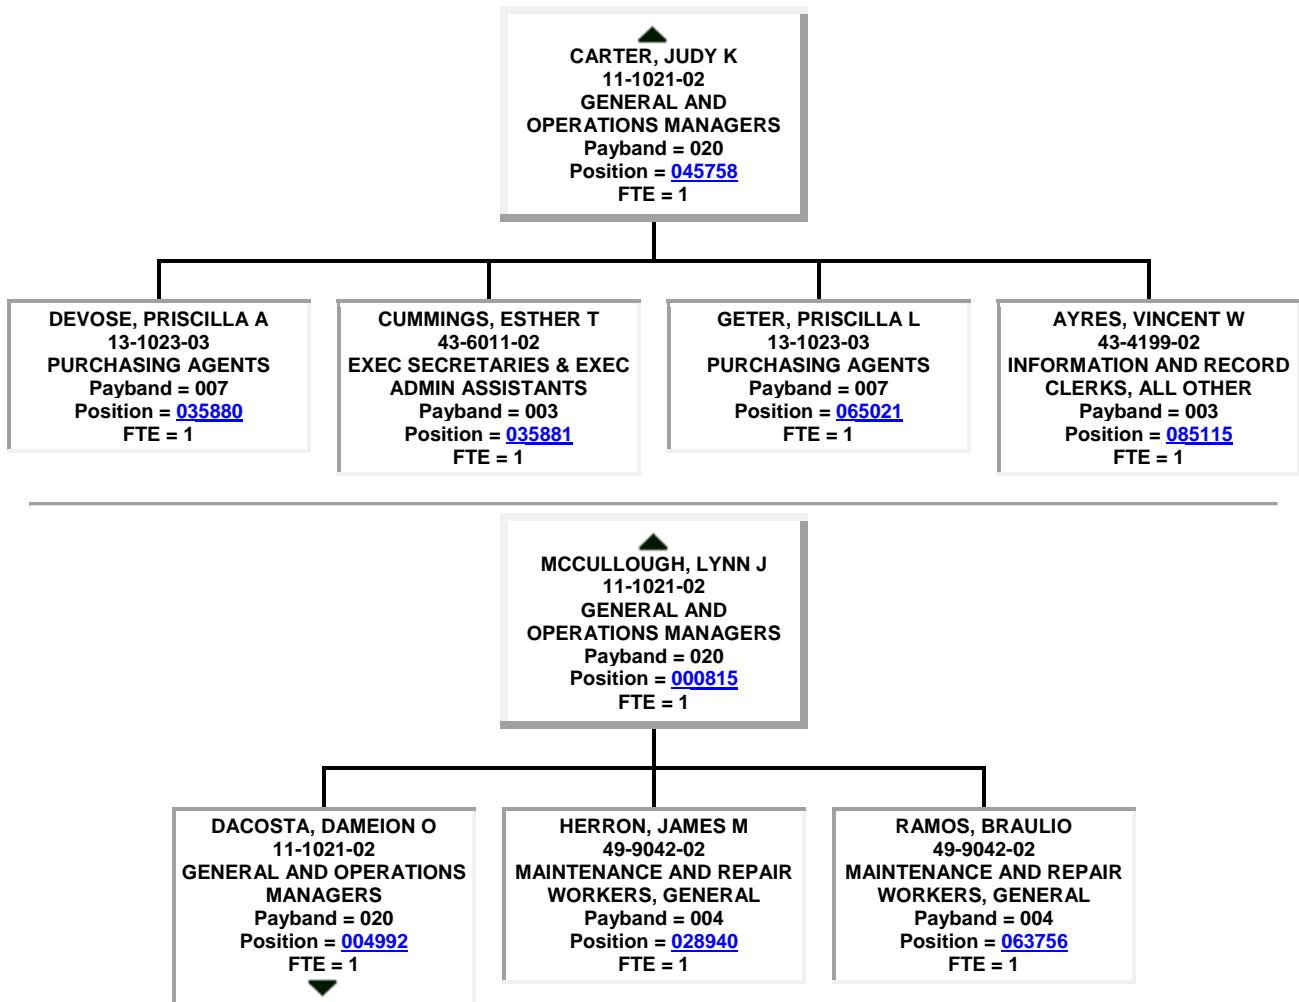 CARTER, JUDY K
11-1021-02
GENERAL AND
OPERATIONS MANAGERS
Payband = 020
Position = 045758
FTE = 1
DEVOSE, PRISCILLA A
13-1023-03
PURCHASING AGENTS
Payband = 007
Position = 035880
FTE = 1
CUMMINGS, ESTHER T
43-6011-02
EXEC SECRETARIES & EXEC
ADMIN ASSISTANTS
Payband = 003
Position = 035881
FTE = 1
GETER, PRISCILLA L
13-1023-03
PURCHASING AGENTS
Payband = 007
Position = 065021
FTE = 1
AYRES, VINCENT W
43-4199-02
INFORMATION AND RECORD
CLERKS, ALL OTHER
Payband = 003
Position = 085115
FTE = 1
MCCULLOUGH, LYNN J
11-1021-02
GENERAL AND
OPERATIONS MANAGERS
Payband = 020
Position = 000815
FTE = 1
DACOSTA, DAMEION O
11-1021-02
GENERAL AND OPERATIONS
MANAGERS
Payband = 020
Position = 004992
FTE = 1
HERRON, JAMES M
49-9042-02
MAINTENANCE AND REPAIR
WORKERS, GENERAL
Payband = 004
Position = 028940
FTE = 1
RAMOS, BRAULIO
49-9042-02
MAINTENANCE AND REPAIR
WORKERS, GENERAL
Payband = 004
Position = 063756
FTE = 1